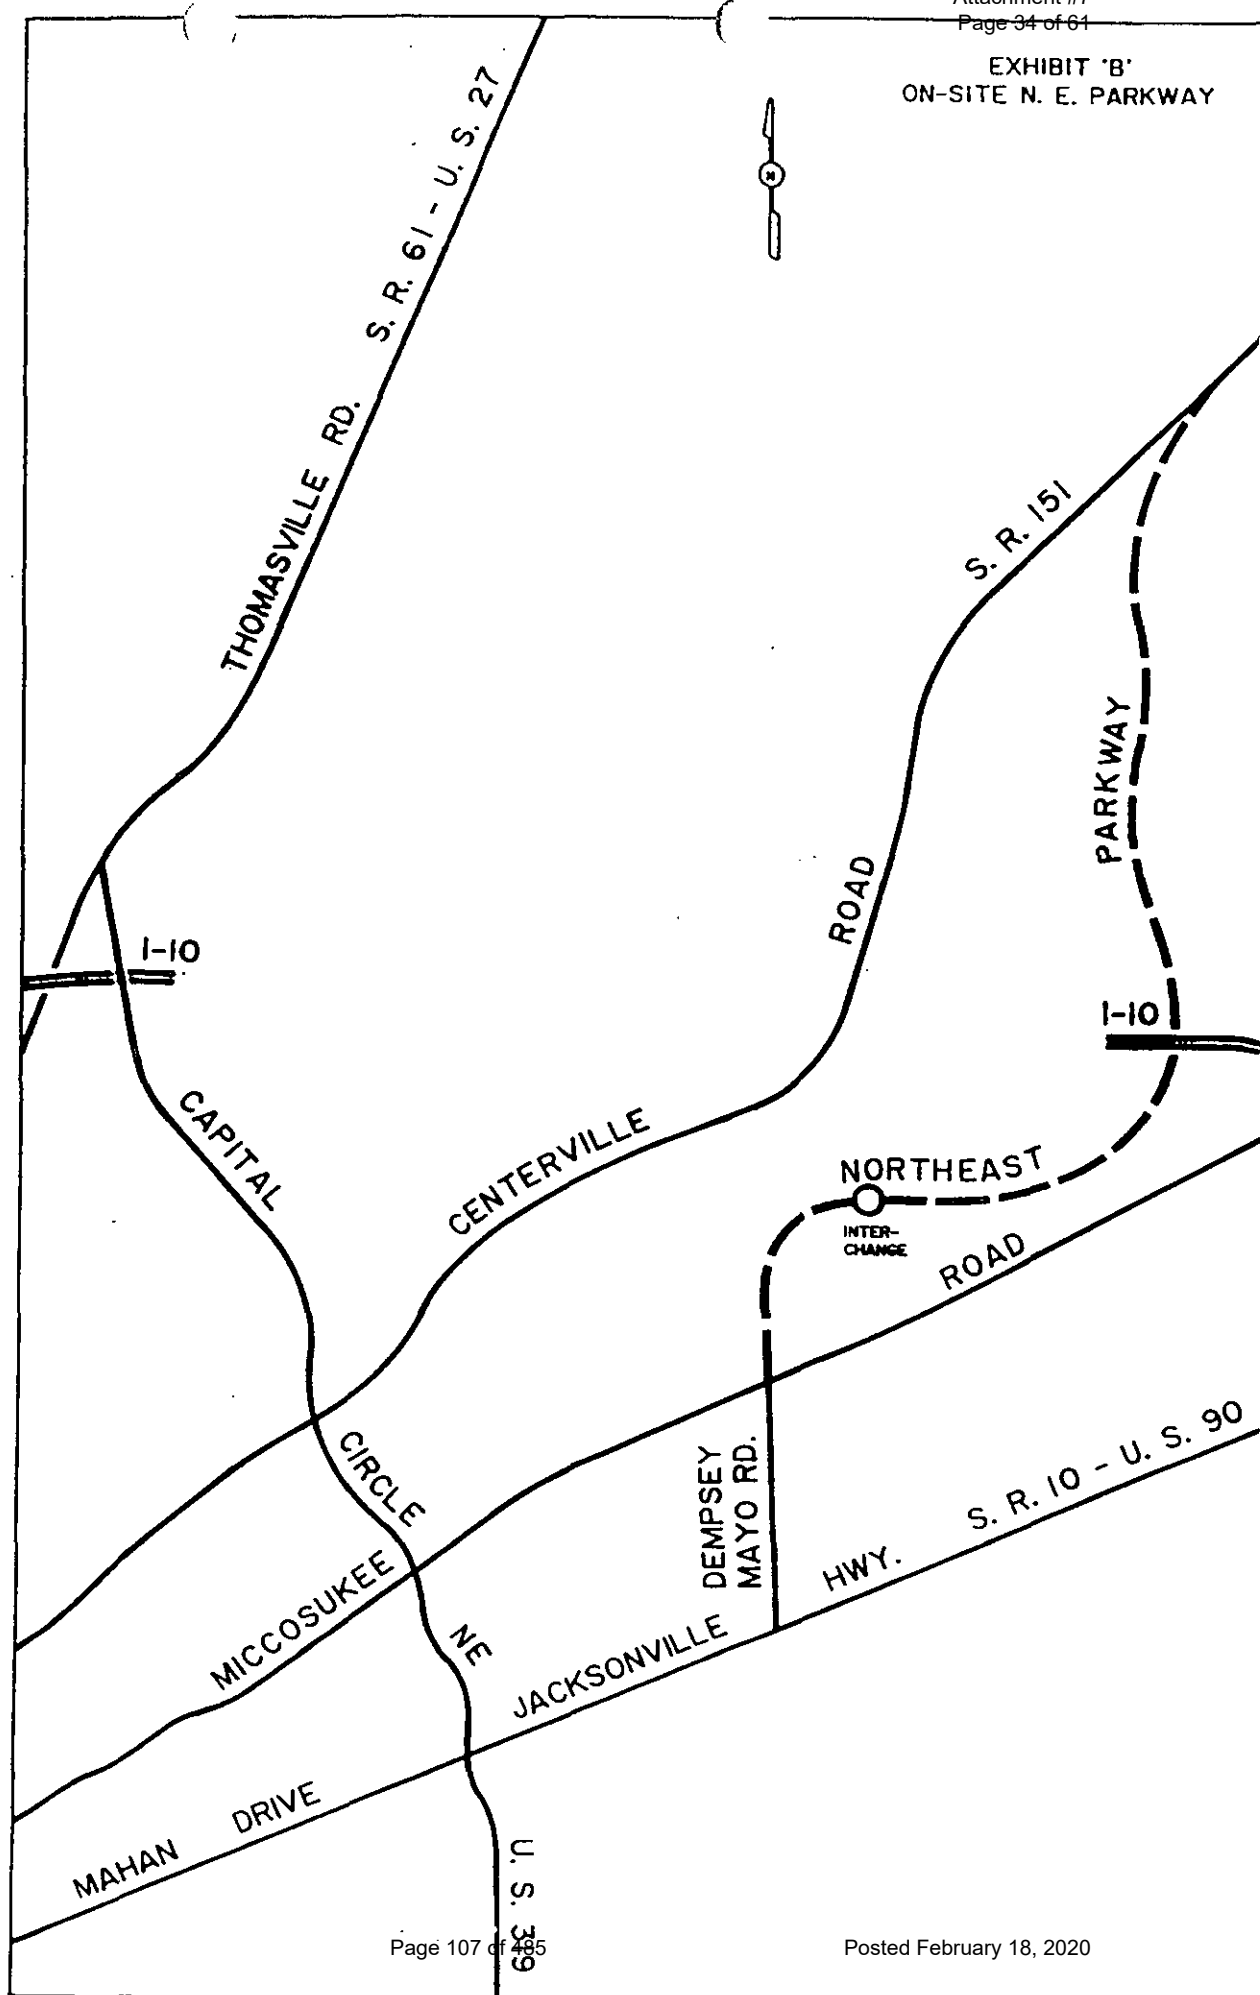 Attachment #7
Page 34 of 61
EXHIBIT 'B'
ON-SITE N. E. PARKWAY
S. R. 61 - U. S. 27
THOMASVILLE RD.
S. R. 151
PARKWAY
ROAD
I-10
I-10
CAPITAL
CENTERVILLE
NORTHEAST
INTER-
CHANGE
ROAD
CIRCLE
DEMPSEY
MAYO RD.
S. R. 10 - U. S. 90
HWY.
MICCOSUKEE
NE
JACKSONVILLE
DRIVE
MAHAN
U. S. 319
Page 107 of 485
Posted February 18, 2020